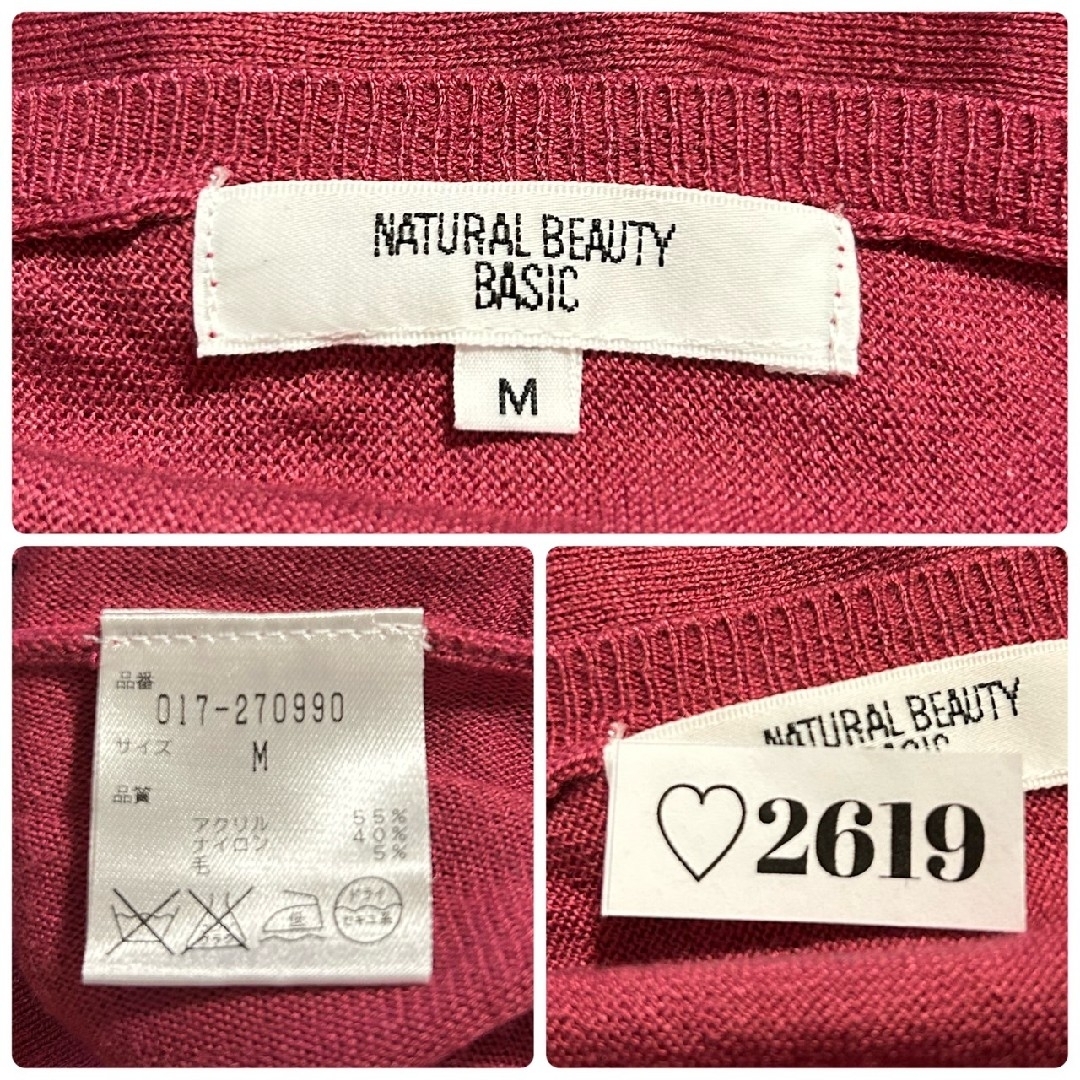 NATURAL BEAUTY
BASIC
M
品番
017-270990
サイズ
M
品質
アクリル 55%
ナイロン 40%
毛 5%
低
ドライ
セキユ系
NATURAL BEAUTY
BASIC
♡2619